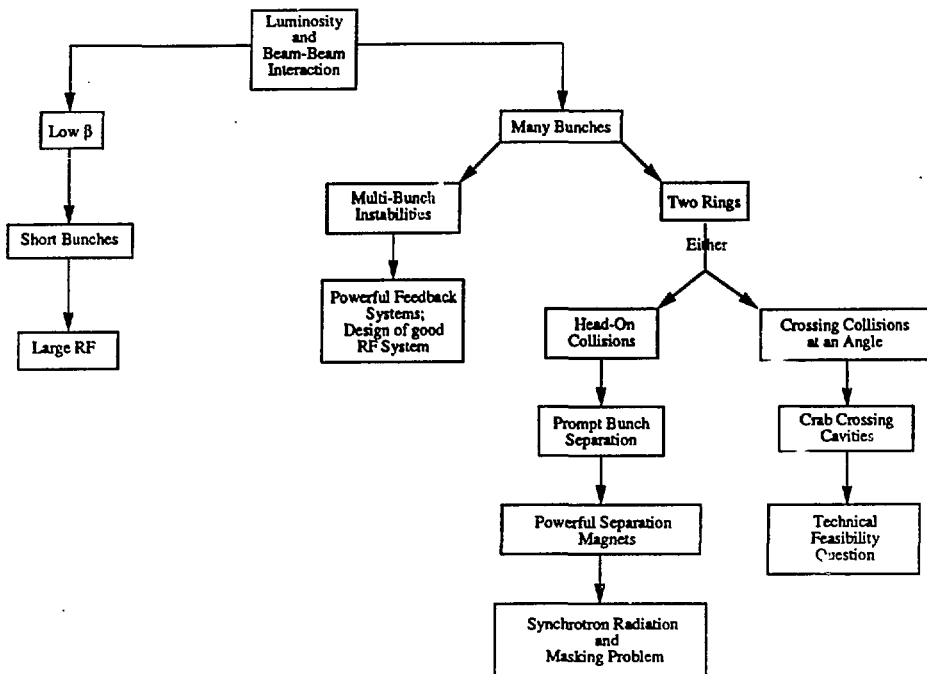 Luminosity
and
Beam-Beam
Interaction
Low β
Many Bunches
Multi-Bunch
Instabilities
Two Rings
Short Bunches
Either
Powerful Feedback
Systems;
Design of good
RF System
Head-On
Collisions
Crossing Collisions
at an Angle
Large RF
Prompt Bunch
Separation
Crab Crossing
Cavities
Powerful Separation
Magnets
Technical
Feasibility
Question
Synchrotron Radiation
and
Masking Problem